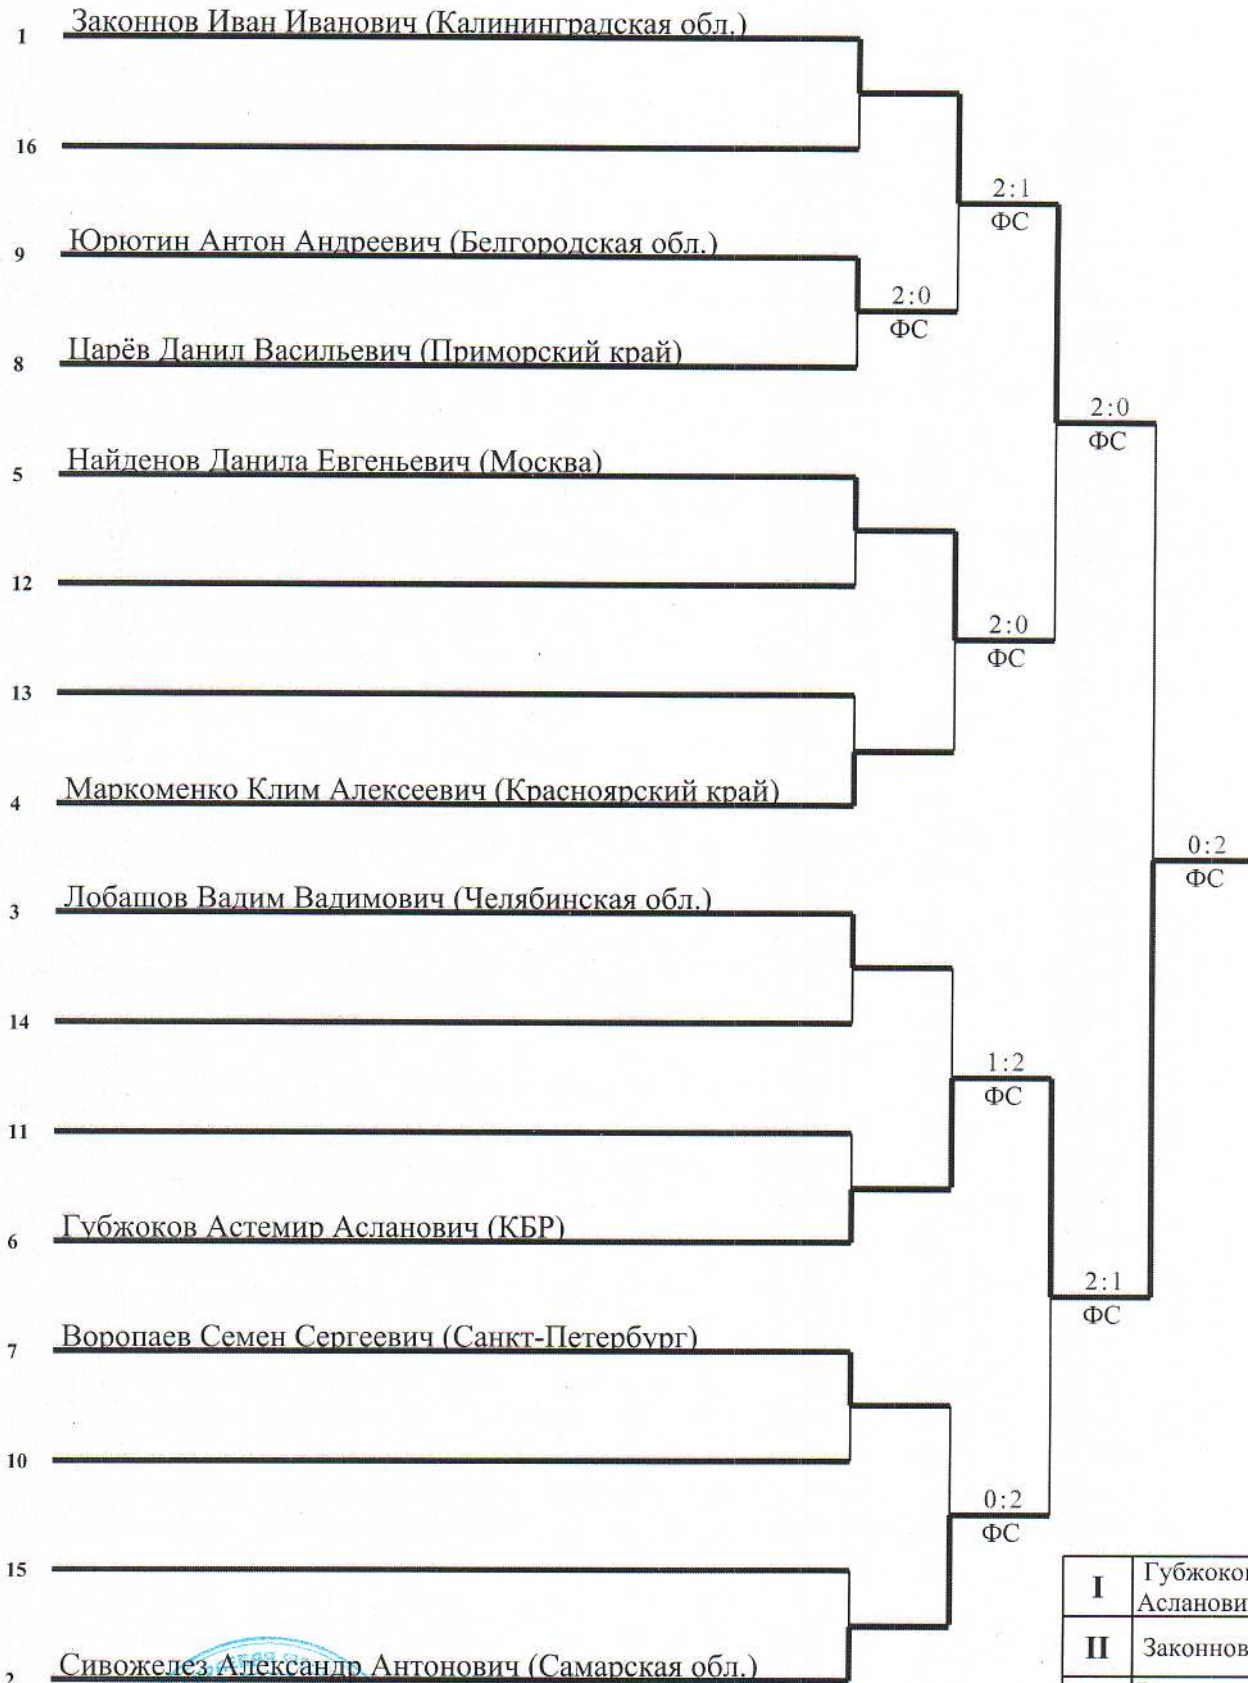 Законнов Иван Иванович (Калининградская обл.)
1
16
2:1
ФС
Юрютин Антон Андреевич (Белгородская обл.)
9
2:0
ФС
Царёв Данил Васильевич (Приморский край)
8
2:0
ФС
Найденов Данила Евгеньевич (Москва)
5
12
2:0
ФС
13
Маркоменко Клим Алексеевич (Красноярский край)
4
0:2
ФС
Лобашов Вадим Вадимович (Челябинская обл.)
3
14
1:2
ФС
11
Губжоков Астемир Асланович (КБР)
6
2:1
ФС
Воропаев Семен Сергеевич (Санкт-Петербург)
7
10
0:2
ФС
15
I
Губжоков
Асланови
II
Законнов
Сивожелез Александр Антонович (Самарская обл.)
2